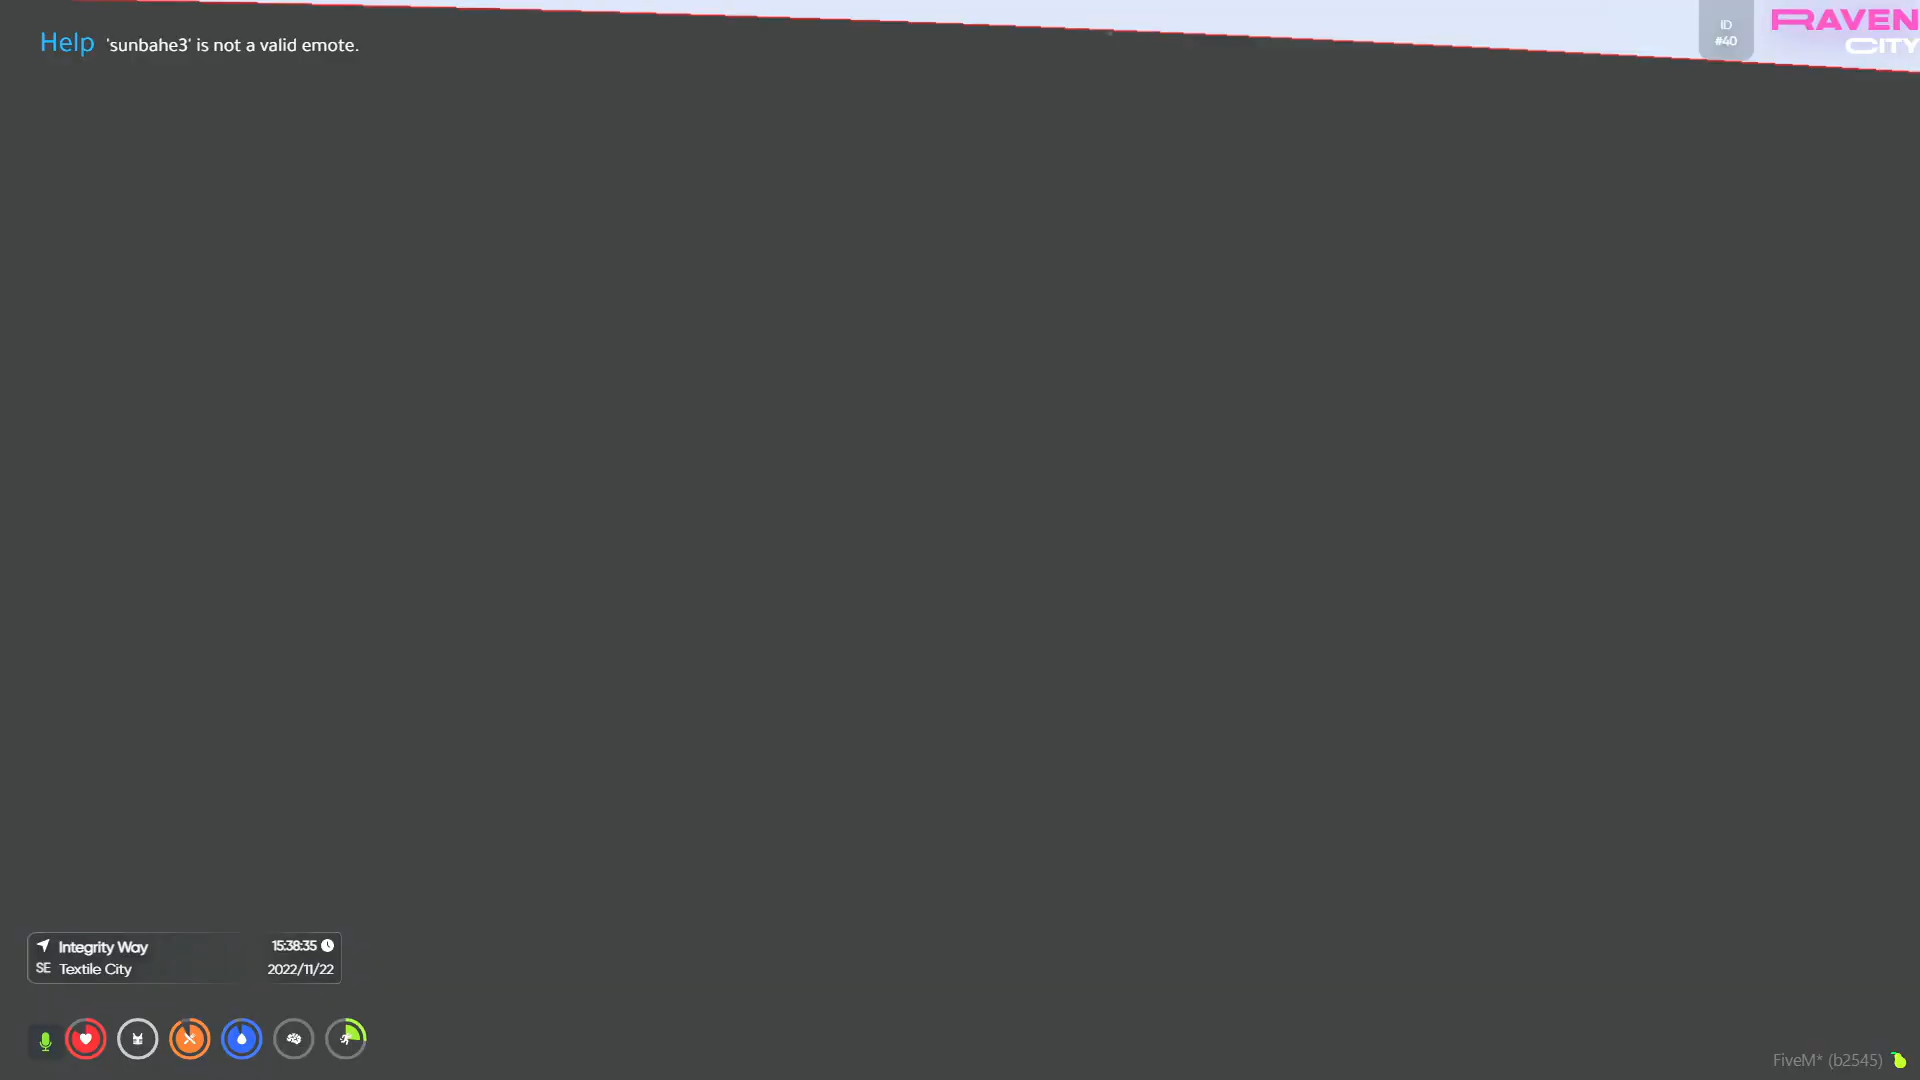 Help 'sunbahe3' is not a valid emote.
ID
#40
RAVEN
CITY
Integrity Way
15:38:35
SE Textile City
2022/11/22
FiveM* (b2545)